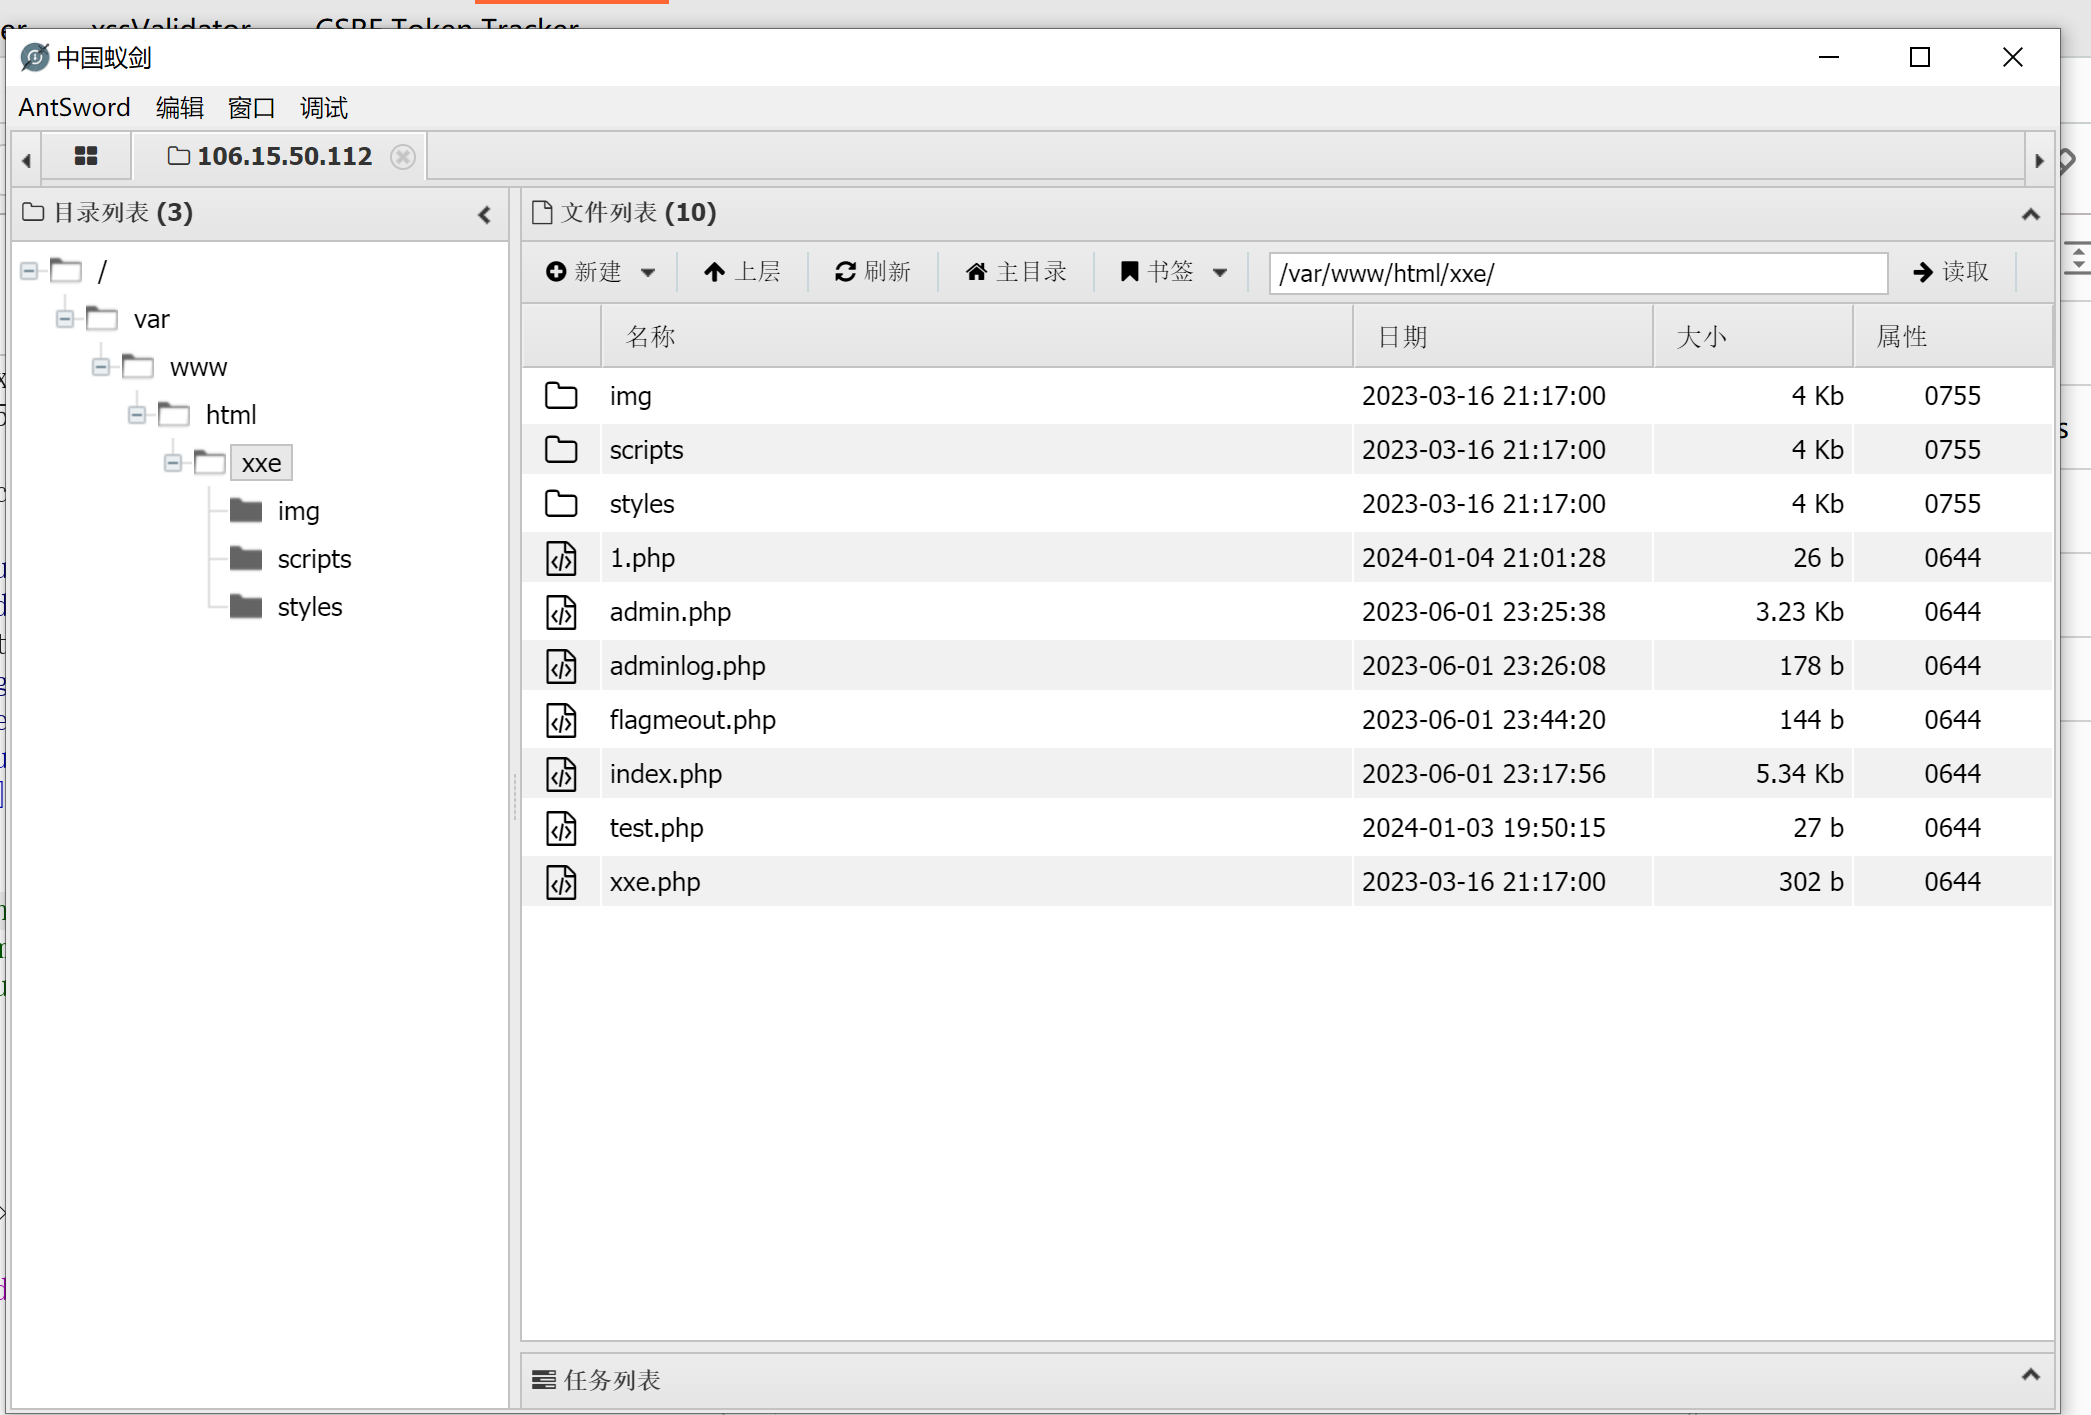 xssValidator CSRF Token Tracker
中国蚁剑
AntSword 编辑 窗口 调试
106.15.50.112
目录列表 (3)
/
var
www
html
xxe
img
scripts
styles
文件列表 (10)
新建 上层 刷新 主目录 书签 /var/www/html/xxe/ 读取
名称 日期 大小 属性
img 2023-03-16 21:17:00 4 Kb 0755
scripts 2023-03-16 21:17:00 4 Kb 0755
styles 2023-03-16 21:17:00 4 Kb 0755
1.php 2024-01-04 21:01:28 26 b 0644
admin.php 2023-06-01 23:25:38 3.23 Kb 0644
adminlog.php 2023-06-01 23:26:08 178 b 0644
flagmeout.php 2023-06-01 23:44:20 144 b 0644
index.php 2023-06-01 23:17:56 5.34 Kb 0644
test.php 2024-01-03 19:50:15 27 b 0644
xxe.php 2023-03-16 21:17:00 302 b 0644
任务列表